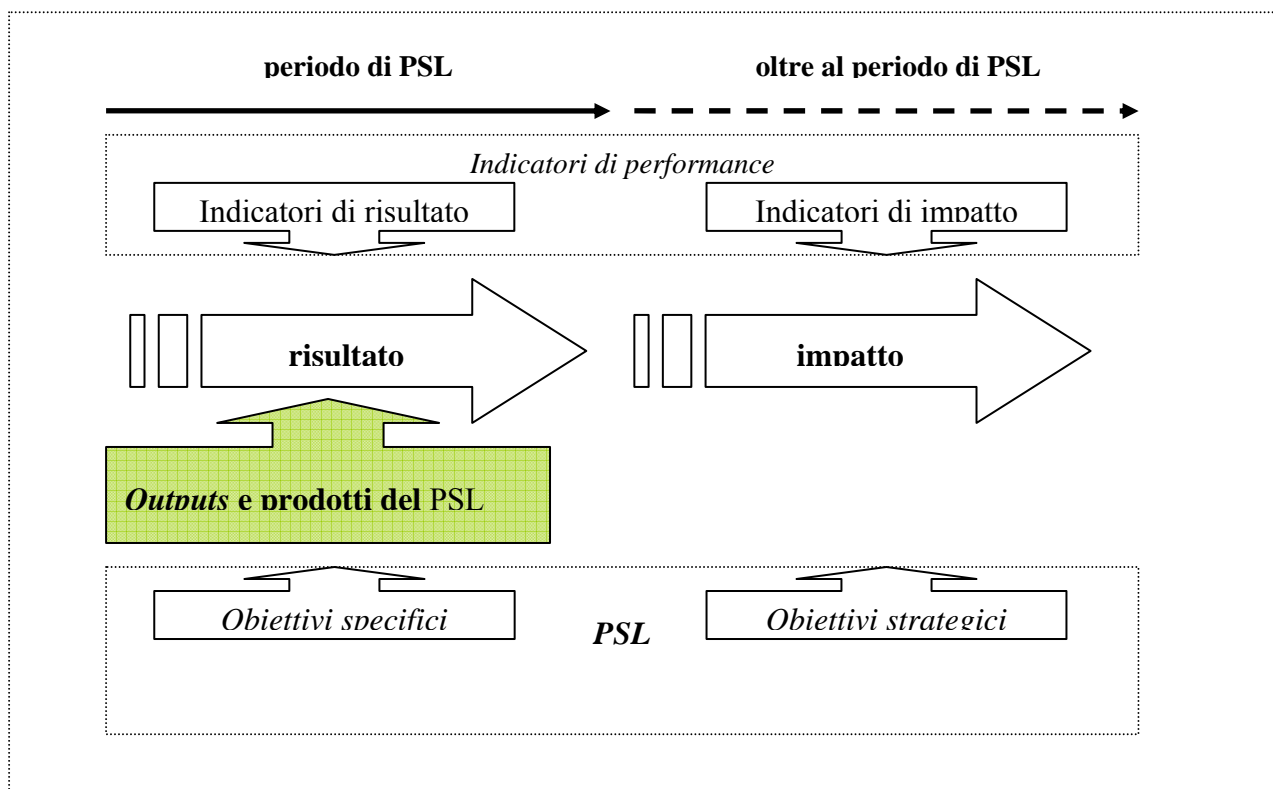 periodo di PSL
oltre al periodo di PSL
Indicatori di performance
Indicatori di risultato
Indicatori di impatto
risultato
impatto
Outputs e prodotti del PSL
Obiettivi specifici
PSL
Obiettivi strategici